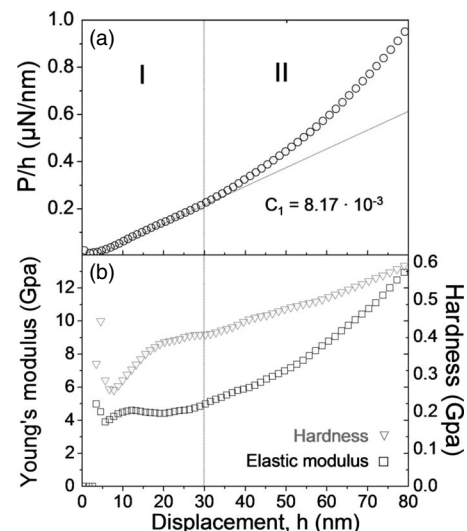 (a)
I
II
P/h (µN/nm)
1.0
0.8
0.6
0.4
0.2
C₁ = 8.17 · 10⁻³
(b)
Young's modulus (Gpa)
12
10
8
6
4
2
0
Hardness (Gpa)
0.6
0.5
0.4
0.3
0.2
0.1
0.0
Hardness
Elastic modulus
0 10 20 30 40 50 60 70 80
Displacement, h (nm)